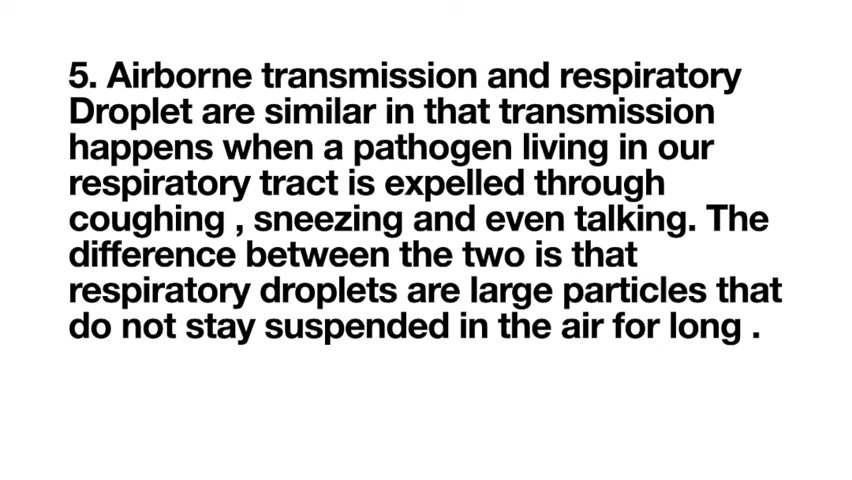 5. Airborne transmission and respiratory
Droplet are similar in that transmission
happens when a pathogen living in our
respiratory tract is expelled through
coughing , sneezing and even talking. The
difference between the two is that
respiratory droplets are large particles that
do not stay suspended in the air for long .